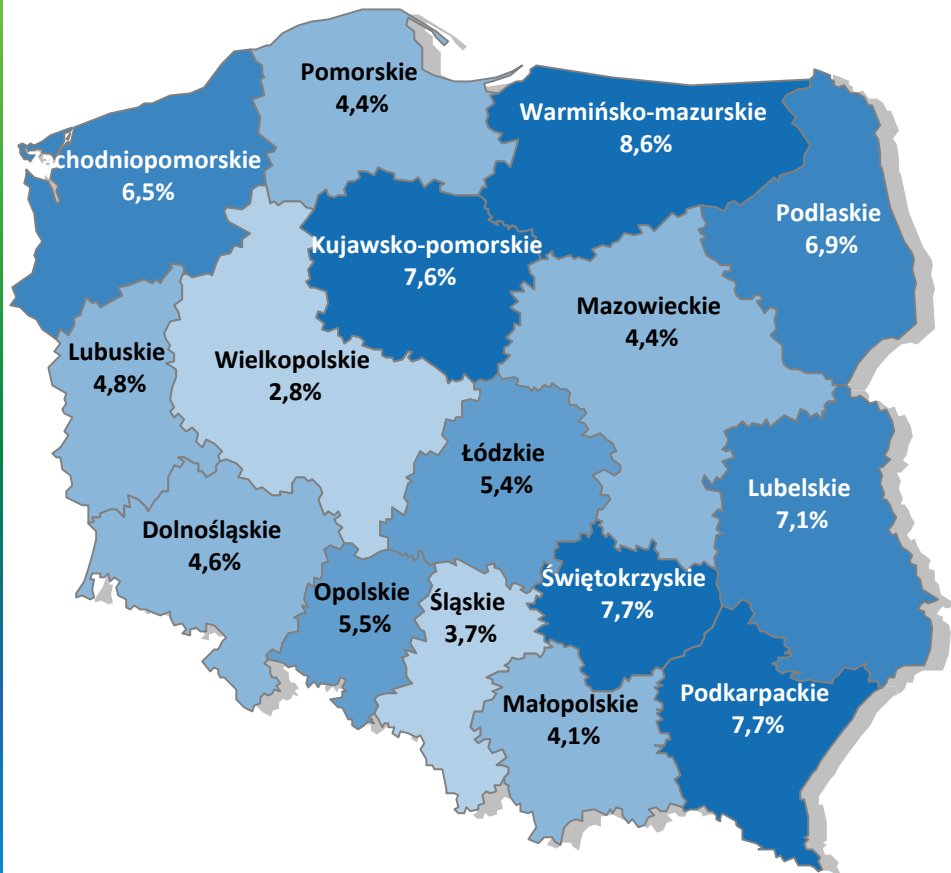 Pomorskie
4,4%
Warmińsko-mazurskie
8,6%
Zachodniopomorskie
6,5%
Podlaskie
6,9%
Kujawsko-pomorskie
7,6%
Mazowieckie
4,4%
Lubuskie
4,8%
Wielkopolskie
2,8%
Łódzkie
5,4%
Lubelskie
7,1%
Dolnośląskie
4,6%
Opolskie
5,5%
Śląskie
3,7%
Świętokrzyskie
7,7%
Małopolskie
4,1%
Podkarpackie
7,7%